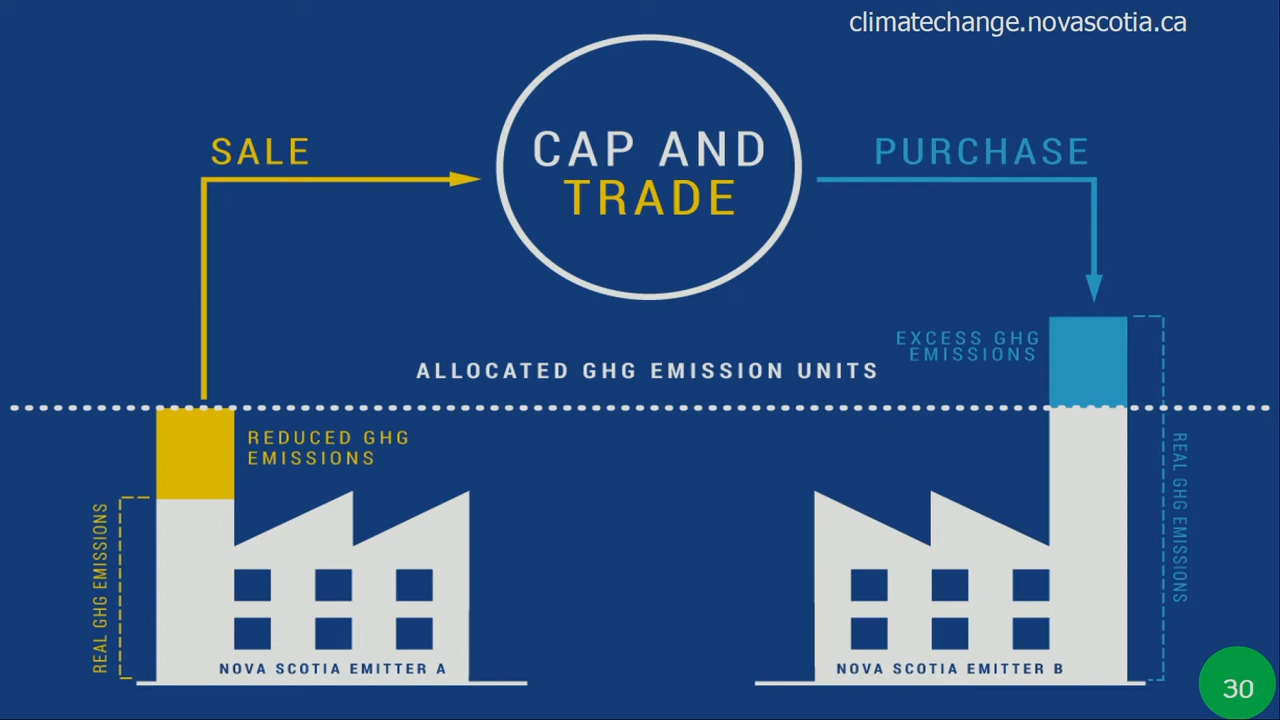 climatechange.novascotia.ca
SALE
CAP AND
TRADE
PURCHASE
EXCESS GHG
EMISSIONS
ALLOCATED GHG EMISSION UNITS
REDUCED GHG
EMISSIONS
REAL GHG EMISSIONS
REAL GHG EMISSIONS
NOVA SCOTIA EMITTER A
NOVA SCOTIA EMITTER B
30